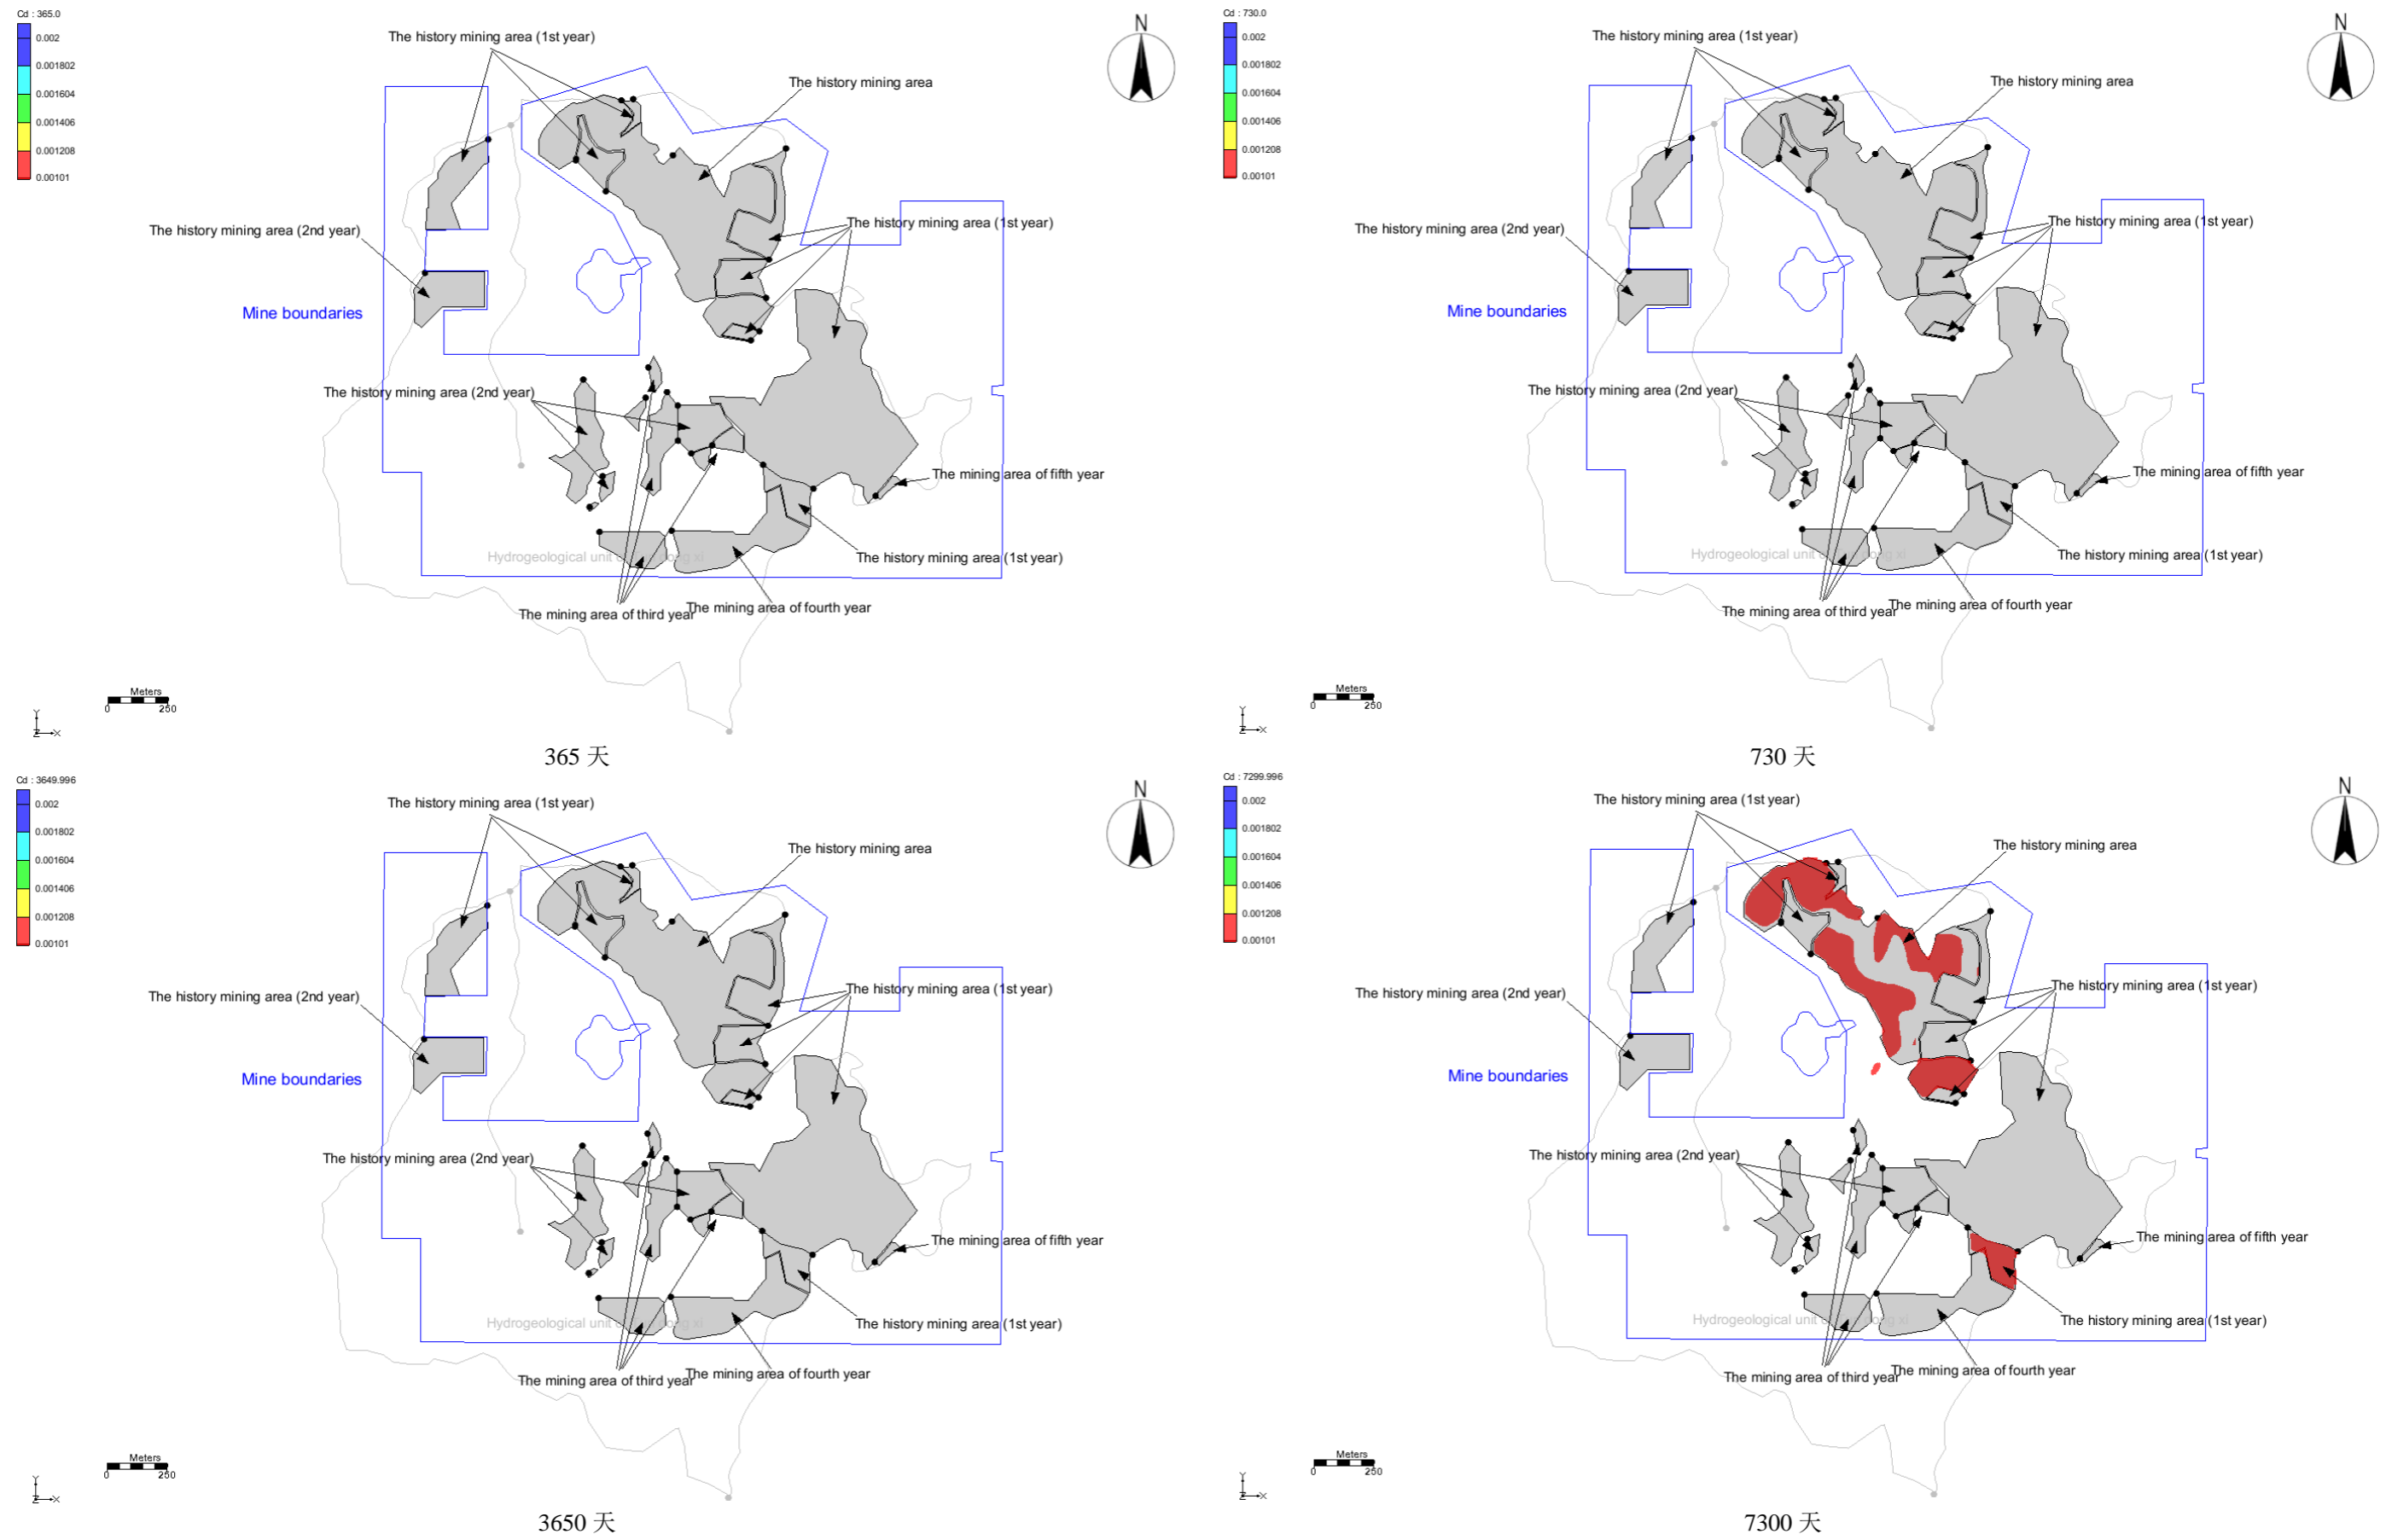 Cd : 365.0
0.002
0.001802
0.001604
0.001406
0.001208
0.00101
The history mining area (1st year)
N
The history mining area
The history mining area (1st year)
The history mining area (2nd year)
Mine boundaries
The history mining area (2nd year)
The mining area of fifth year
Hydrogeological unit
The history mining area (1st year)
The mining area of third year
The mining area of fourth year
Meters
0 250
Y
Z X
365 天
Cd : 730.0
0.002
0.001802
0.001604
0.001406
0.001208
0.00101
The history mining area (1st year)
N
The history mining area
The history mining area (1st year)
The history mining area (2nd year)
Mine boundaries
The history mining area (2nd year)
The mining area of fifth year
Hydrogeological unit
The history mining area (1st year)
The mining area of third year
The mining area of fourth year
Meters
0 250
Y
Z X
730 天
Cd : 3649.996
0.002
0.001802
0.001604
0.001406
0.001208
0.00101
The history mining area (1st year)
N
The history mining area
The history mining area (1st year)
The history mining area (2nd year)
Mine boundaries
The history mining area (2nd year)
The mining area of fifth year
Hydrogeological unit
The history mining area (1st year)
The mining area of third year
The mining area of fourth year
Meters
0 250
Y
Z X
3650 天
Cd : 7299.996
0.002
0.001802
0.001604
0.001406
0.001208
0.00101
The history mining area (1st year)
N
The history mining area
The history mining area (1st year)
The history mining area (2nd year)
Mine boundaries
The history mining area (2nd year)
The mining area of fifth year
Hydrogeological unit
The history mining area (1st year)
The mining area of third year
The mining area of fourth year
Meters
0 250
Y
Z X
7300 天